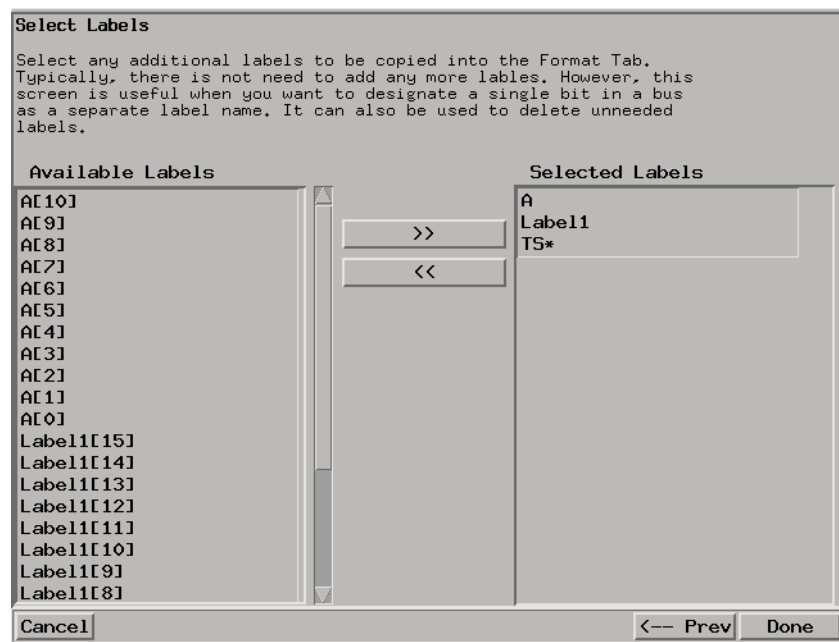 Select Labels
Select any additional labels to be copied into the Format Tab.
Typically, there is not need to add any more lables. However, this
screen is useful when you want to designate a single bit in a bus
as a separate label name. It can also be used to delete unneeded
labels.
Available Labels
A[10]
A[9]
A[8]
A[7]
A[6]
A[5]
A[4]
A[3]
A[2]
A[1]
A[0]
Label1[15]
Label1[14]
Label1[13]
Label1[12]
Label1[11]
Label1[10]
Label1[9]
Label1[8]
>>
<<
Selected Labels
A
Label1
TS*
Cancel
<-- Prev
Done